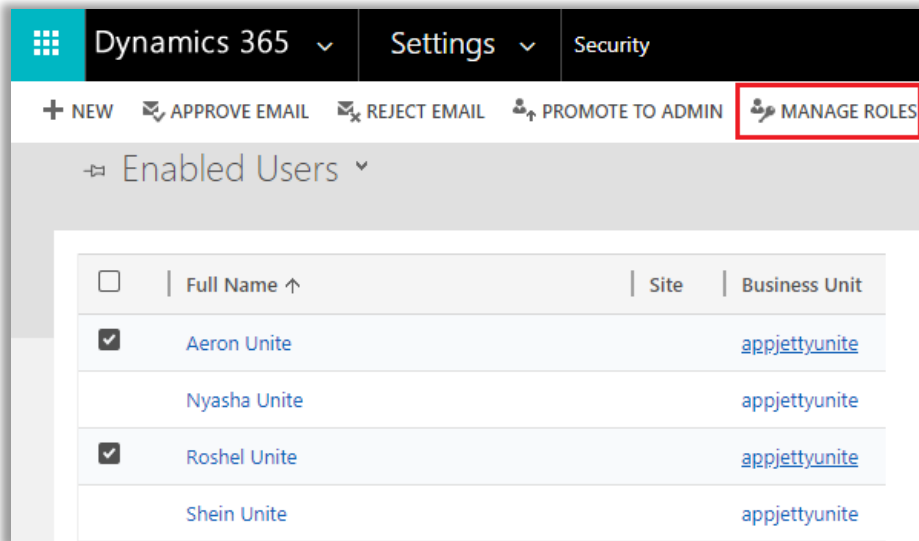 Dynamics 365 Settings Security
NEW APPROVE EMAIL REJECT EMAIL PROMOTE TO ADMIN MANAGE ROLES
Enabled Users
Full Name Site Business Unit
Aeron Unite appjettyunite
Nyasha Unite appjettyunite
Roshel Unite appjettyunite
Shein Unite appjettyunite